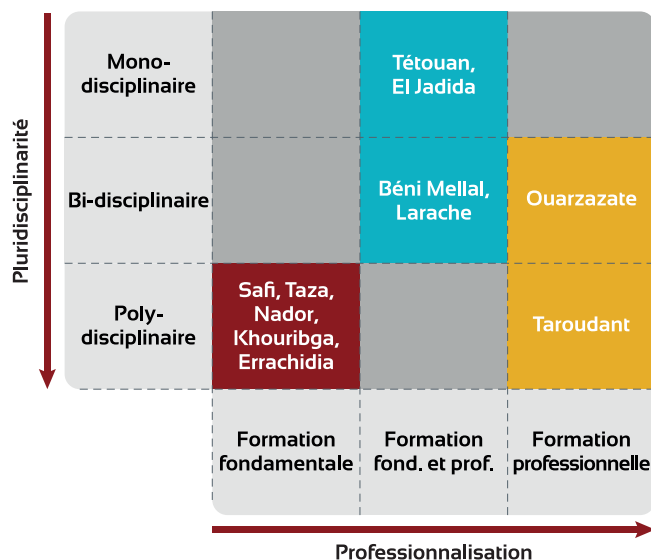 Pluridisciplinarité
Mono-
disciplinaire
Tétouan,
El Jadida
Bi-disciplinaire
Béni Mellal,
Larache
Ouarzazate
Poly-
disciplinaire
Safi, Taza,
Nador,
Khouribga,
Errachidia
Taroudant
Formation
fondamentale
Formation
fond. et prof.
Formation
professionnelle
Professionnalisation